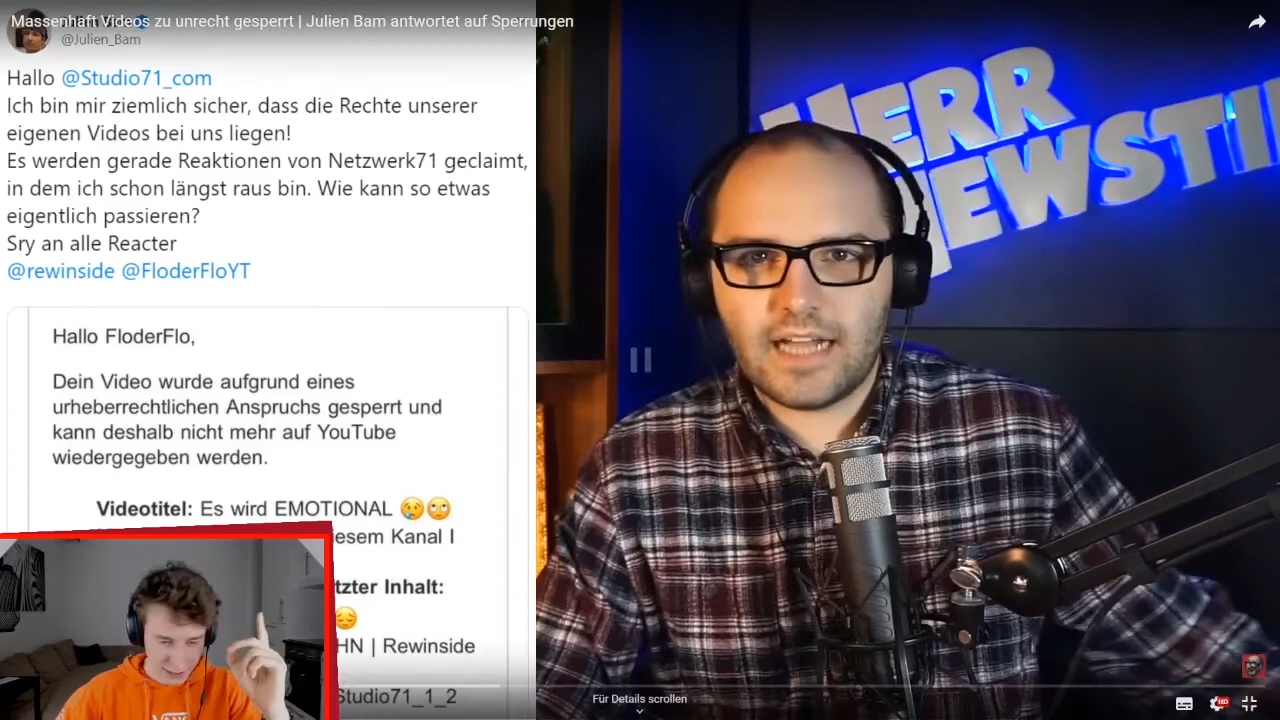 Massenhaft Videos zu unrecht gesperrt | Julien Bam antwortet auf Sperrungen
@Julien_Bam
Hallo @Studio71_com
Ich bin mir ziemlich sicher, dass die Rechte unserer
eigenen Videos bei uns liegen!
Es werden gerade Reaktionen von Netzwerk71 geclaimt,
in dem ich schon längst raus bin. Wie kann so etwas
eigentlich passieren?
Sry an alle Reacter
@rewinside @FloderFloYT
Hallo FloderFlo,
Dein Video wurde aufgrund eines
urheberrechtlichen Anspruchs gesperrt und
kann deshalb nicht mehr auf YouTube
wiedergegeben werden.
Videotitel: Es wird EMOTIONAL 😢🙄
iesem Kanal I
tzter Inhalt:
😔
HN | Rewinside
Studio71_1_2
HERR
NEWSTI
Für Details scrollen
HD
VANS